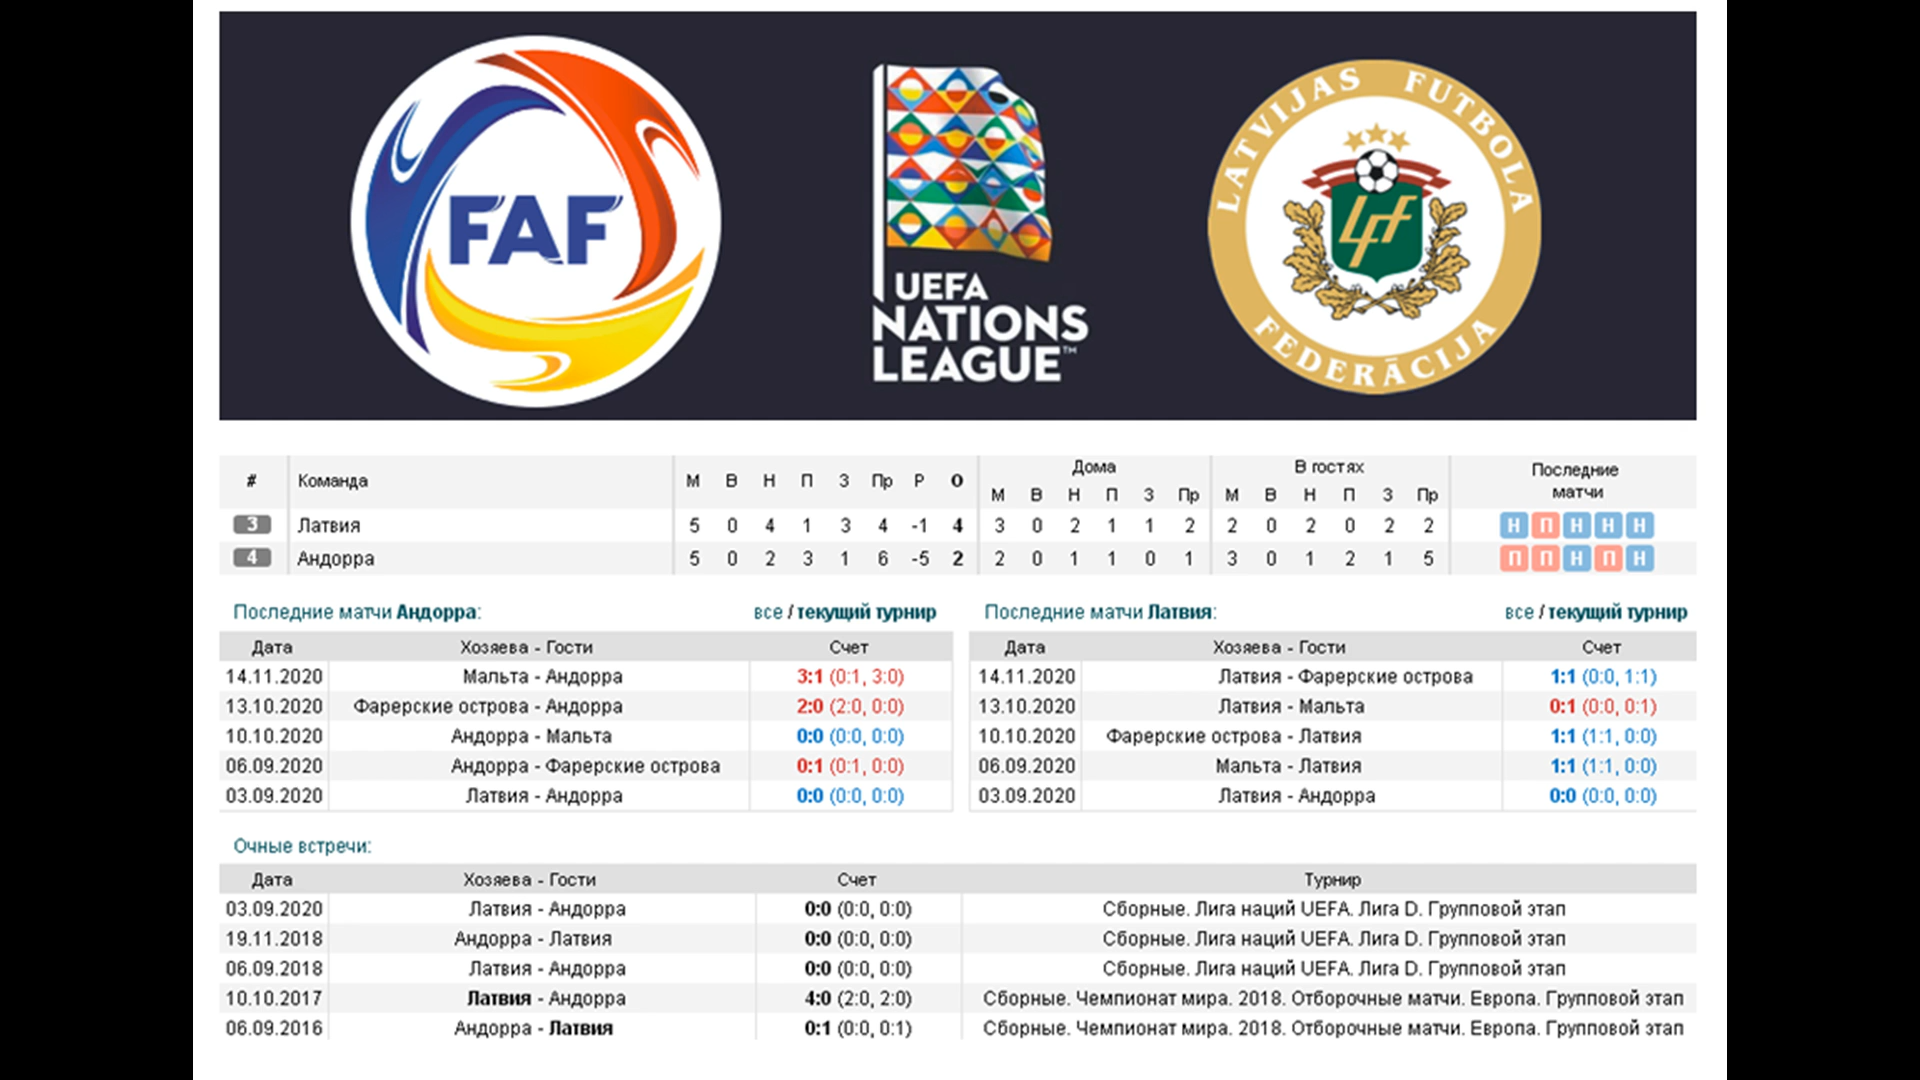 FAF
UEFA
NATIONS
LEAGUE™
LATVIJAS FUTBOLA
LFF
FEDERĀCIJA
# Команда М В Н П З Пр Р О Дома В гостях Последние
М В Н П З Пр М В Н П З Пр матчи
3 Латвия 5 0 4 1 3 4 -1 4 3 0 2 1 1 2 2 0 2 0 2 2 Н П Н Н Н
4 Андорра 5 0 2 3 1 6 -5 2 2 0 1 1 0 1 3 0 1 2 1 5 П П Н П Н
Последние матчи Андорра: все / текущий турнир
Дата Хозяева - Гости Счет
14.11.2020 Мальта - Андорра 3:1 (0:1, 3:0)
13.10.2020 Фарерские острова - Андорра 2:0 (2:0, 0:0)
10.10.2020 Андорра - Мальта 0:0 (0:0, 0:0)
06.09.2020 Андорра - Фарерские острова 0:1 (0:1, 0:0)
03.09.2020 Латвия - Андорра 0:0 (0:0, 0:0)
Последние матчи Латвия: все / текущий турнир
Дата Хозяева - Гости Счет
14.11.2020 Латвия - Фарерские острова 1:1 (0:0, 1:1)
13.10.2020 Латвия - Мальта 0:1 (0:0, 0:1)
10.10.2020 Фарерские острова - Латвия 1:1 (1:1, 0:0)
06.09.2020 Мальта - Латвия 1:1 (1:1, 0:0)
03.09.2020 Латвия - Андорра 0:0 (0:0, 0:0)
Очные встречи:
Дата Хозяева - Гости Счет Турнир
03.09.2020 Латвия - Андорра 0:0 (0:0, 0:0) Сборные. Лига наций UEFA. Лига D. Групповой этап
19.11.2018 Андорра - Латвия 0:0 (0:0, 0:0) Сборные. Лига наций UEFA. Лига D. Групповой этап
06.09.2018 Латвия - Андорра 0:0 (0:0, 0:0) Сборные. Лига наций UEFA. Лига D. Групповой этап
10.10.2017 Латвия - Андорра 4:0 (2:0, 2:0) Сборные. Чемпионат мира. 2018. Отборочные матчи. Европа. Групповой этап
06.09.2016 Андорра - Латвия 0:1 (0:0, 0:1) Сборные. Чемпионат мира. 2018. Отборочные матчи. Европа. Групповой этап